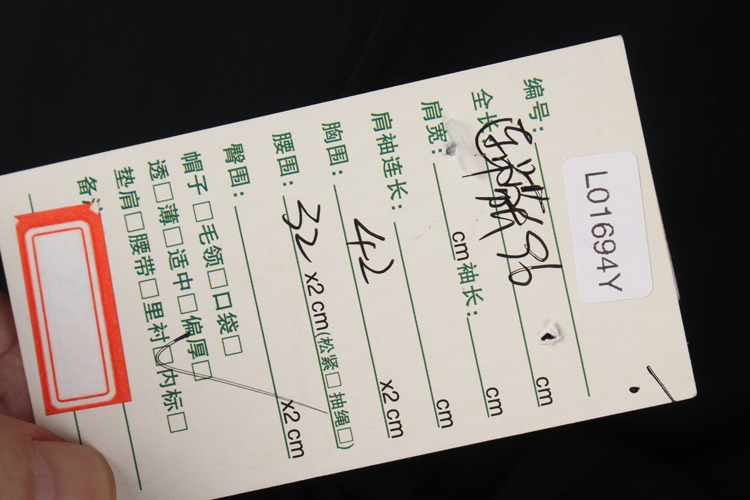 L01694Y
编号:
全长 96 cm
肩宽: cm 袖长: cm
肩袖连长: cm
胸围: 42 x2 cm
腰围: 32 x2 cm(松紧□ 抽绳□)
臀围: x2 cm
帽子□毛领□口袋□
透□薄□适中□偏厚□
垫肩□腰带□里衬□内标□
备